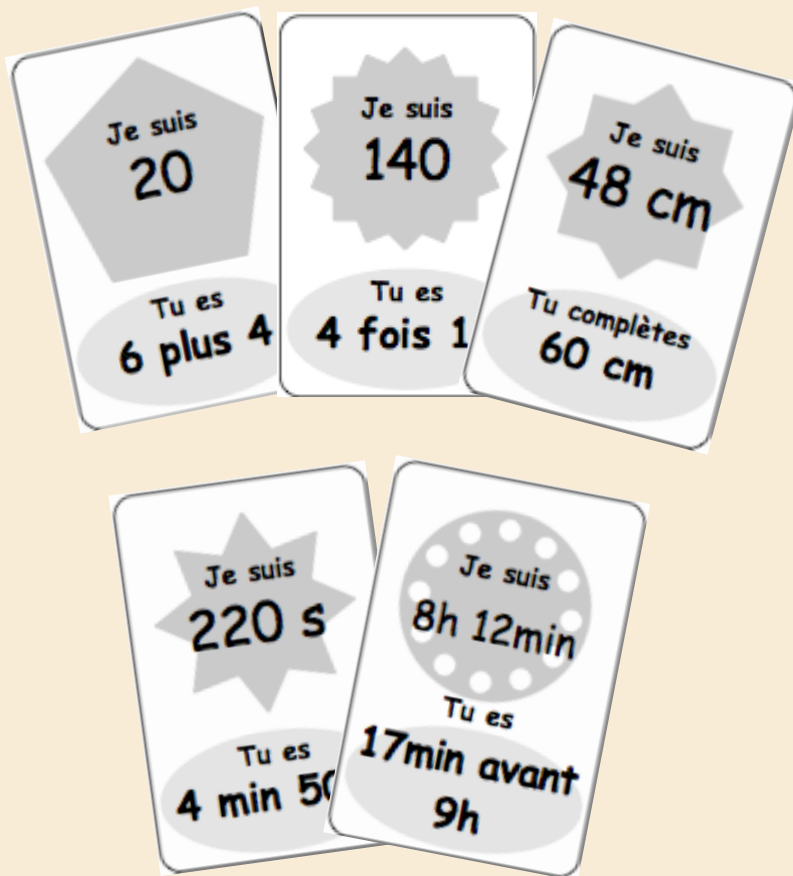 Je suis
20
Tu es
6 plus 4
Je suis
140
Tu es
4 fois 1
Je suis
48 cm
Tu complètes
60 cm
Je suis
220 s
Tu es
4 min
Je suis
8h 12min
Tu es
17min avant
9h